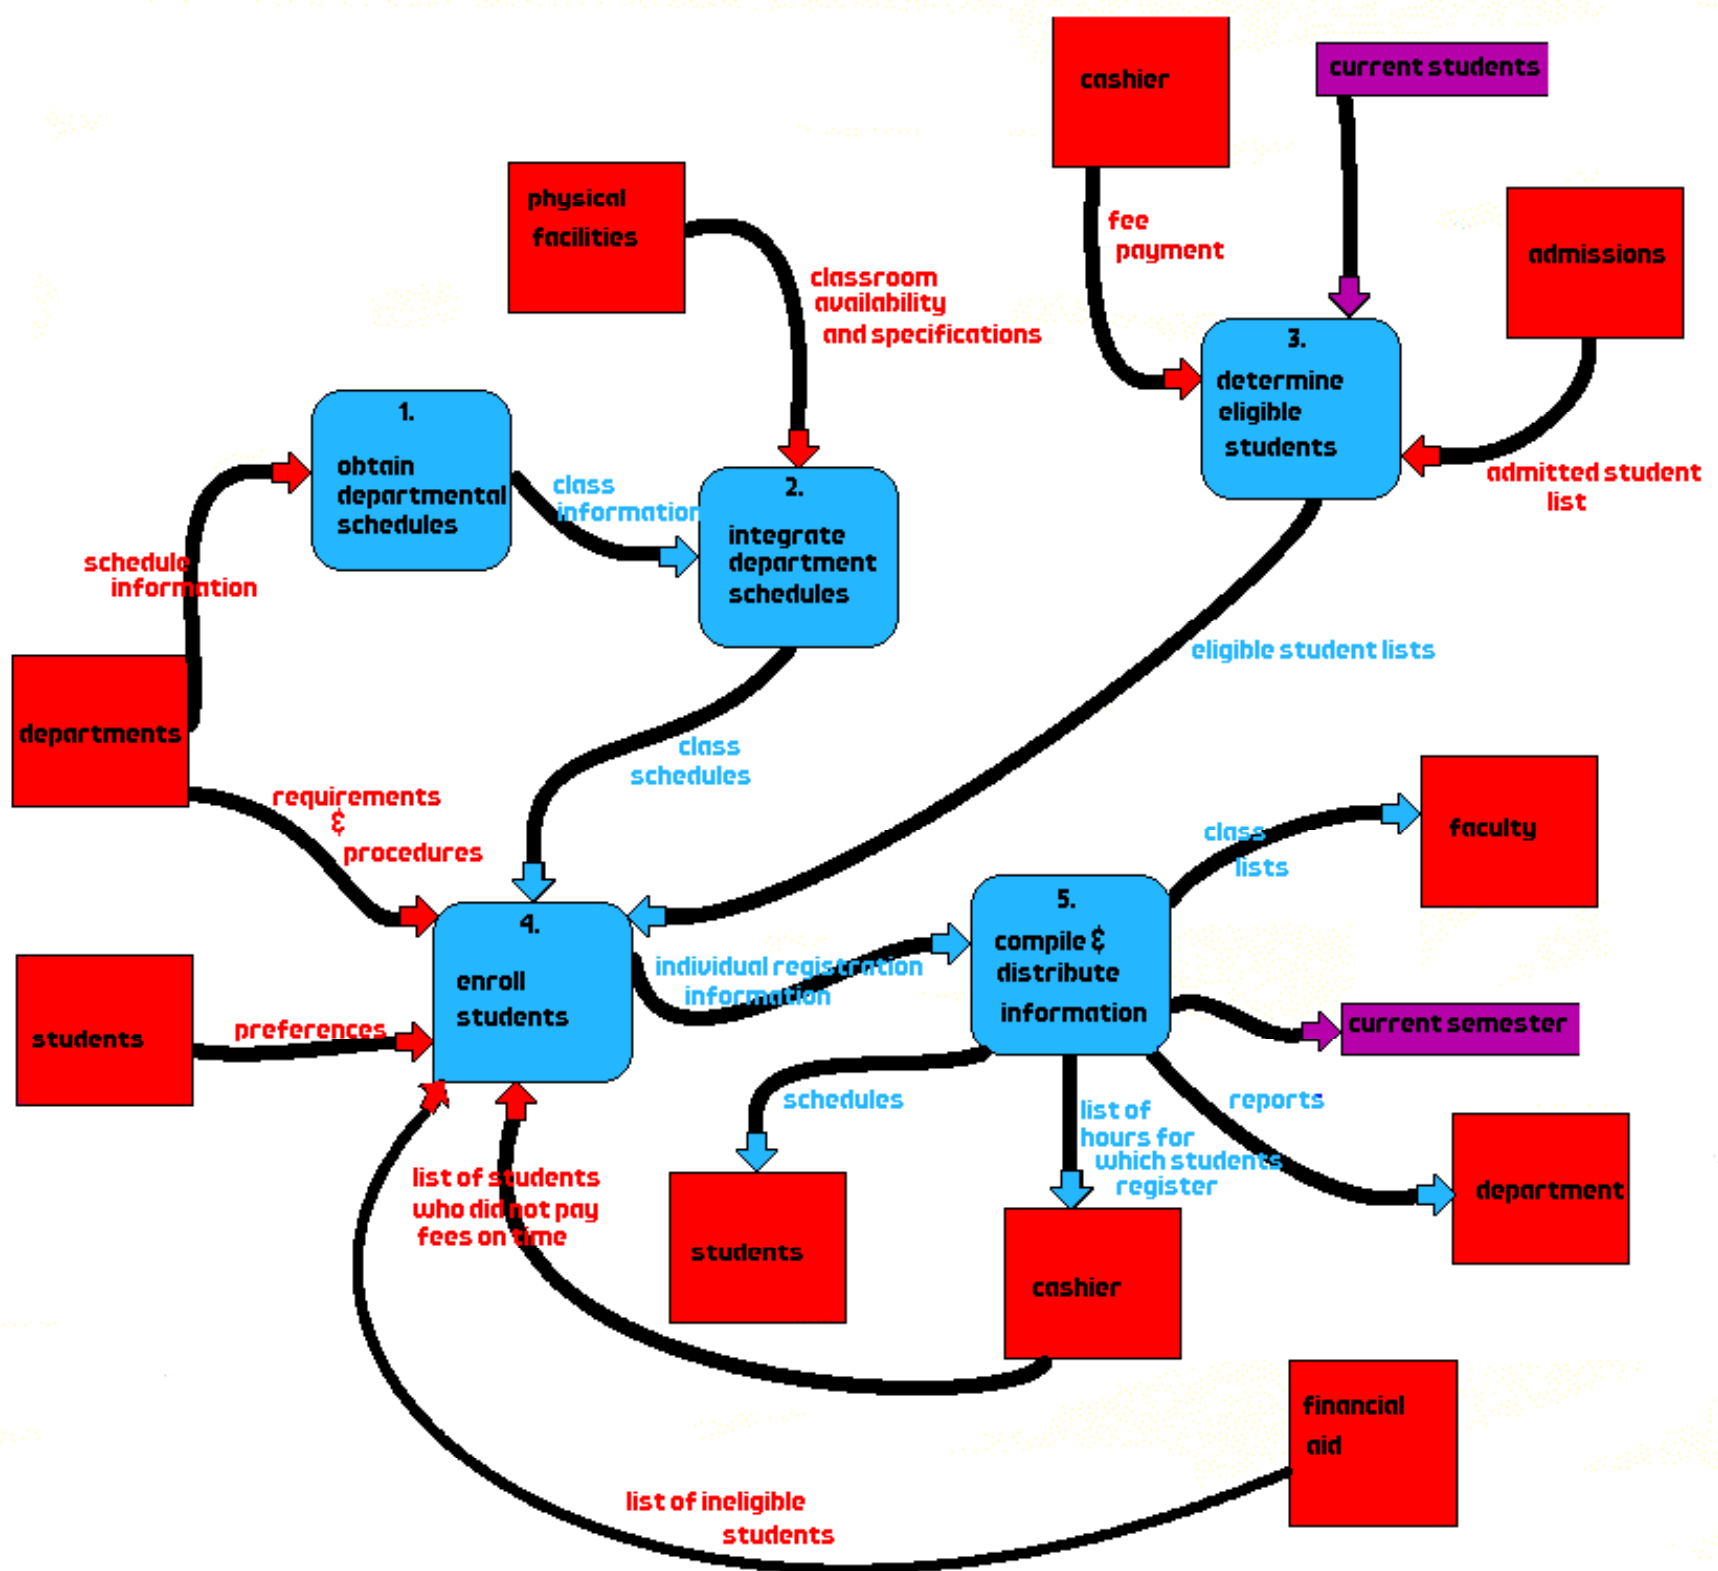 cashier
current students
physical
facilities
fee
payment
admissions
classroom
availability
and specifications
3.
determine
eligible
students
1.
obtain
departmental
schedules
class
information
2.
integrate
department
schedules
admitted student
list
schedule
information
eligible student lists
departments
class
schedules
requirements
&
procedures
class
lists
faculty
4.
enroll
students
individual registration
information
5.
compile &
distribute
information
current semester
students
preferences
schedules
list of
hours for
which students
register
reports
list of students
who did not pay
fees on time
department
students
cashier
financial
aid
list of ineligible
students